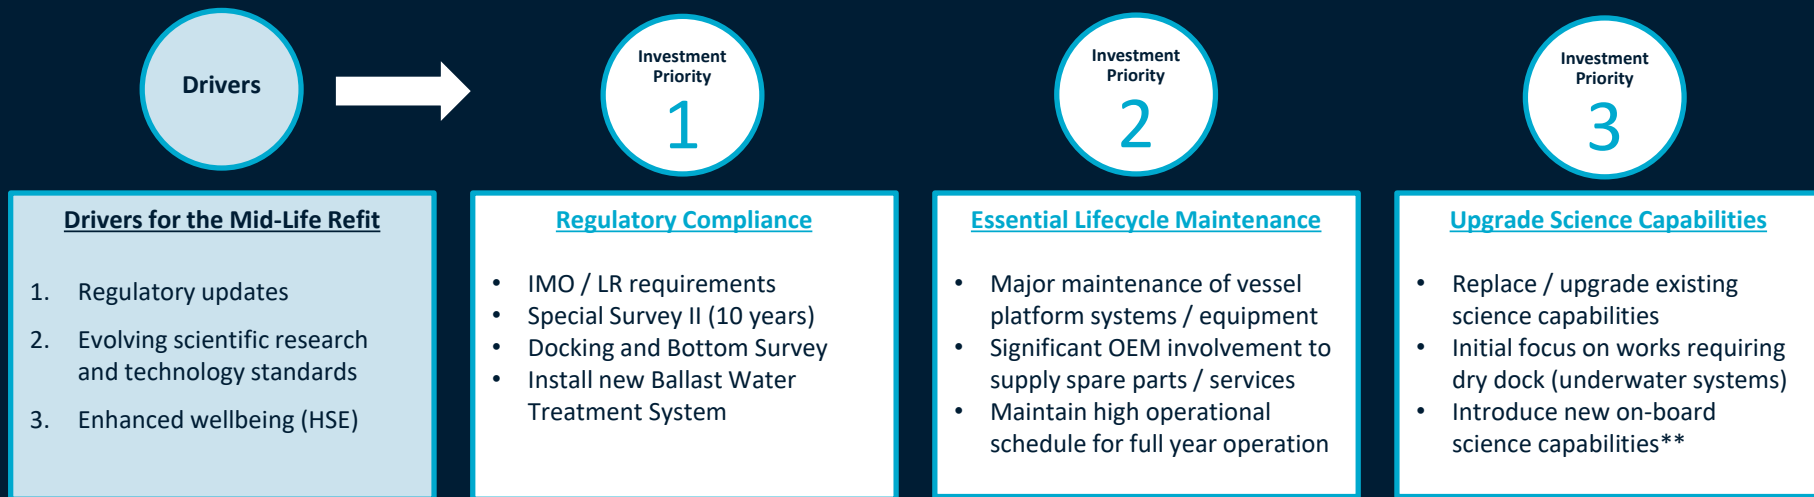 Drivers
Investment
Priority
1
Investment
Priority
2
Investment
Priority
3
Drivers for the Mid-Life Refit
1. Regulatory updates
2. Evolving scientific research
and technology standards
3. Enhanced wellbeing (HSE)
Regulatory Compliance
• IMO / LR requirements
• Special Survey II (10 years)
• Docking and Bottom Survey
• Install new Ballast Water
Treatment System
Essential Lifecycle Maintenance
• Major maintenance of vessel
platform systems / equipment
• Significant OEM involvement to
supply spare parts / services
• Maintain high operational
schedule for full year operation
Upgrade Science Capabilities
• Replace / upgrade existing
science capabilities
• Initial focus on works requiring
dry dock (underwater systems)
• Introduce new on-board
science capabilities**